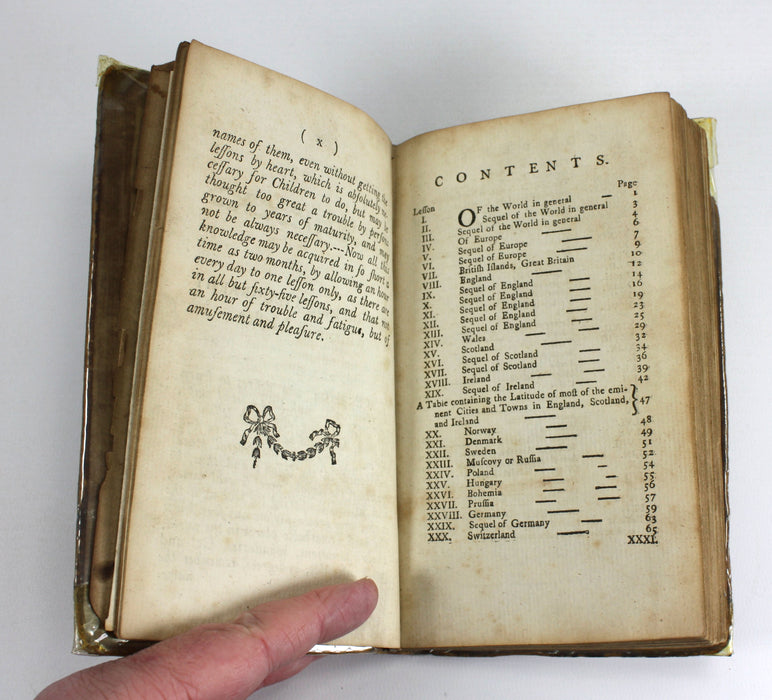 ( x )
names of them, even without getting the
leſſons by heart, which is abſolutely ne-
ceſſary for Children to do, but may be
thought too great a trouble by perſons
grown to years of maturity, and may
not be always neceſſary.---Now all this
knowledge may be acquired in ſo ſhort a
time as two months, by allowing an hour
every day to one leſſon only, as there are
in all but ſixty-five leſſons, and that not
an hour of trouble and fatigue, but of
amuſement and pleaſure.
CONTENTS.
Leſſon Page
I. OF the World in general — 1
II. Sequel of the World in general 3
III. Sequel of the World in general 4
IV. Of Europe — 6
V. Sequel of Europe — 7
VI. Sequel of Europe — 9
VII. Britiſh Iſlands, Great Britain — 10
VIII. England — 12
IX. Sequel of England — 14
X. Sequel of England — 16
XI. Sequel of England — 19
XII. Sequel of England — 23
XIII. Sequel of England — 25
XIV. Wales — 29
XV. Scotland — 32
XVI. Sequel of Scotland — 34
XVII. Sequel of Scotland — 36
XVIII. Ireland — 39
XIX. Sequel of Ireland — 42
A Table containing the Latitude of moſt of the emi-
nent Cities and Towns in England, Scotland, } 47
and Ireland
XX. Norway — 48
XXI. Denmark — 49
XXII. Sweden — 51
XXIII. Muſcovy or Ruſſia — 52
XXIV. Poland — 54
XXV. Hungary — 55
XXVI. Bohemia — 56
XXVII. Pruſſia — 57
XXVIII. Germany — 59
XXIX. Sequel of Germany — 63
XXX. Switzerland — 65
XXXI.